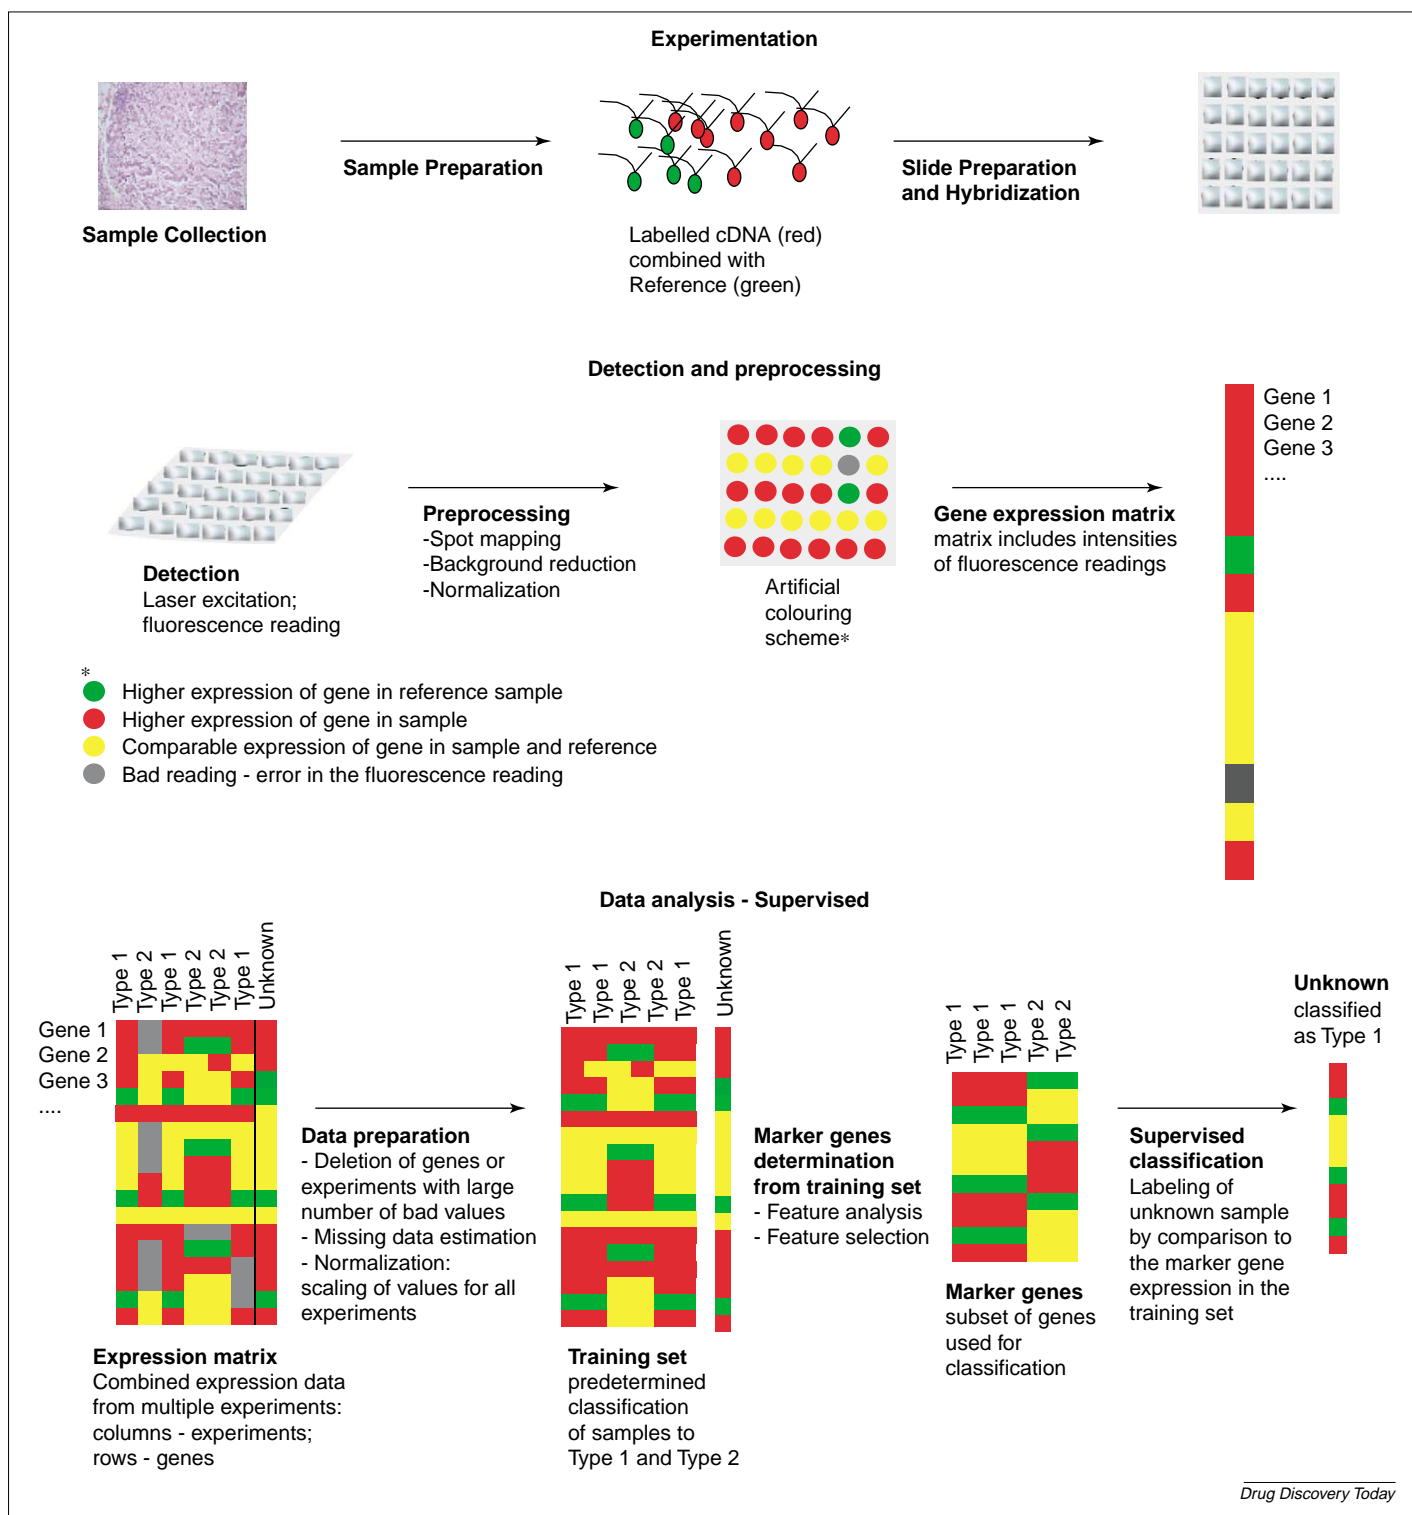 Experimentation
Sample Preparation
Slide Preparation
and Hybridization
Sample Collection
Labelled cDNA (red)
combined with
Reference (green)
Detection and preprocessing
Gene 1
Gene 2
Gene 3
....
Preprocessing
-Spot mapping
-Background reduction
-Normalization
Gene expression matrix
matrix includes intensities
of fluorescence readings
Detection
Laser excitation;
fluorescence reading
Artificial
colouring
scheme*
*
Higher expression of gene in reference sample
Higher expression of gene in sample
Comparable expression of gene in sample and reference
Bad reading - error in the fluorescence reading
Data analysis - Supervised
Type 1
Type 2
Type 1
Type 2
Type 2
Type 1
Unknown
Gene 1
Gene 2
Gene 3
....
Data preparation
- Deletion of genes or
experiments with large
number of bad values
- Missing data estimation
- Normalization:
scaling of values for all
experiments
Expression matrix
Combined expression data
from multiple experiments:
columns - experiments;
rows - genes
Type 1
Type 1
Type 2
Type 2
Type 1
Unknown
Training set
predetermined
classification
of samples to
Type 1 and Type 2
Marker genes
determination
from training set
- Feature analysis
- Feature selection
Type 1
Type 1
Type 1
Type 2
Type 2
Marker genes
subset of genes
used for
classification
Supervised
classification
Labeling of
unknown sample
by comparison to
the marker gene
expression in the
training set
Unknown
classified
as Type 1
Drug Discovery Today